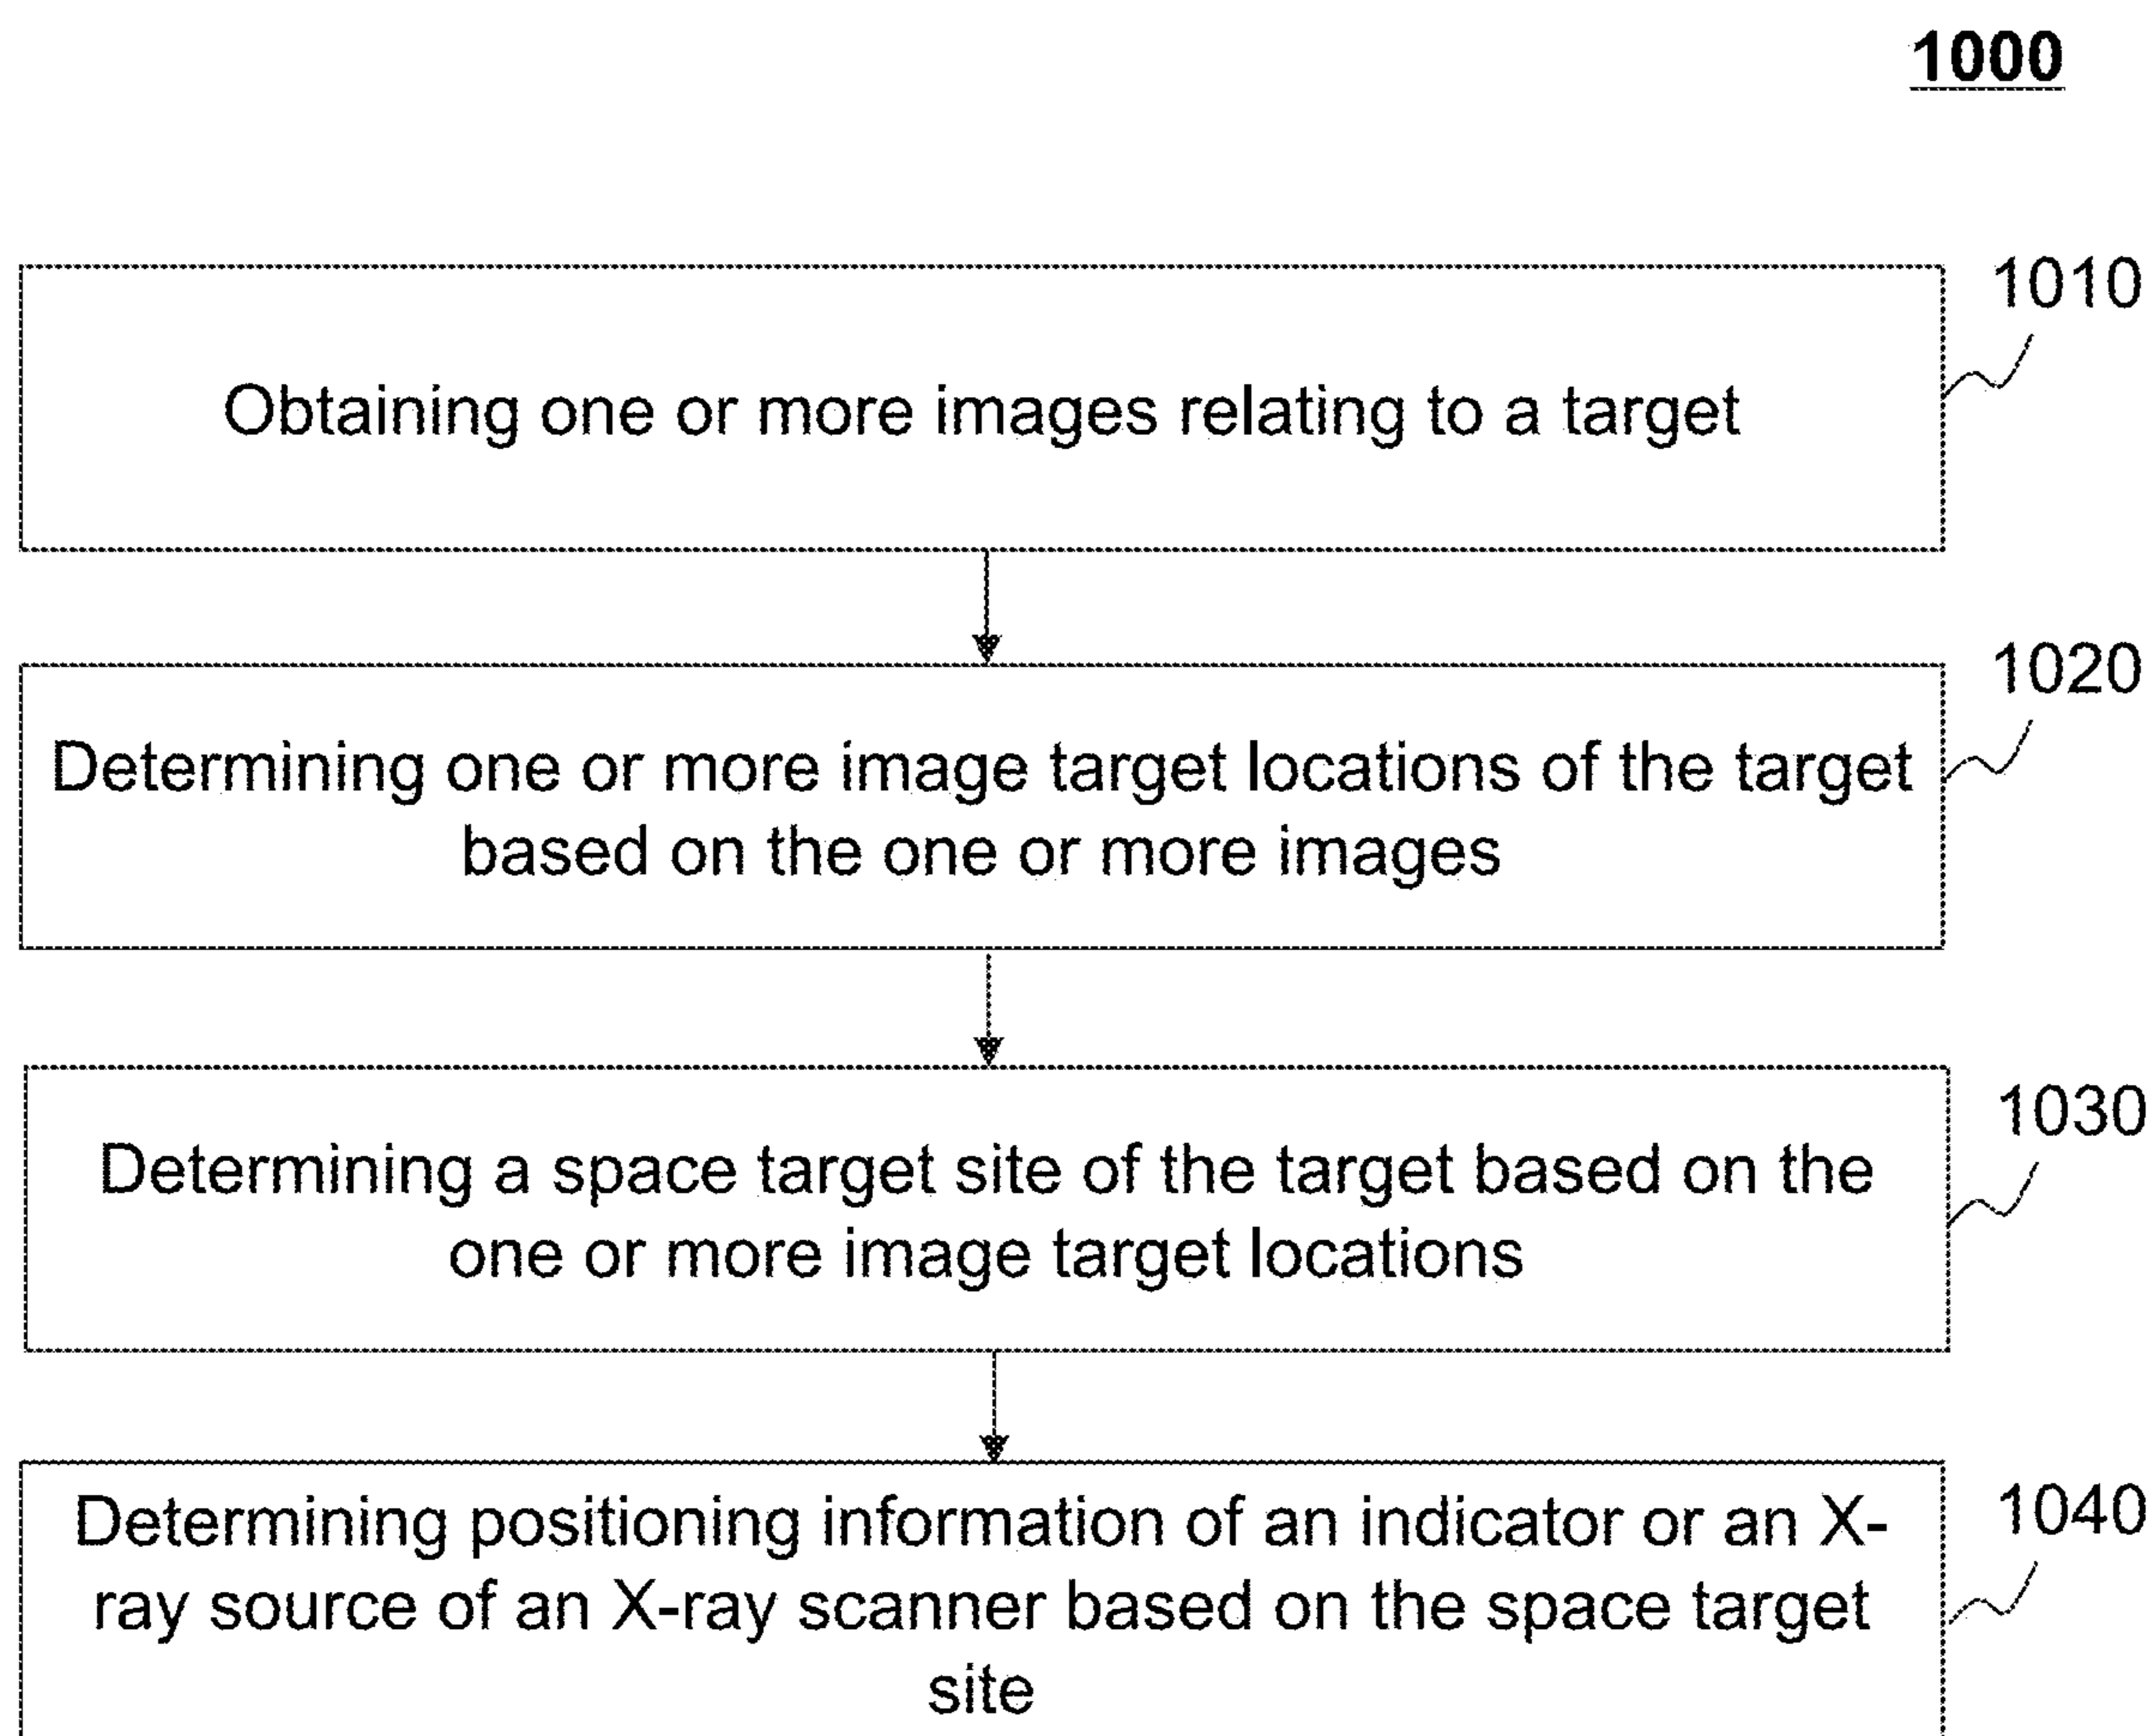 1000
1010
Obtaining one or more images relating to a target
1020
Determining one or more image target locations of the target
based on the one or more images
1030
Determining a space target site of the target based on the
one or more image target locations
1040
Determining positioning information of an indicator or an X-
ray source of an X-ray scanner based on the space target
site